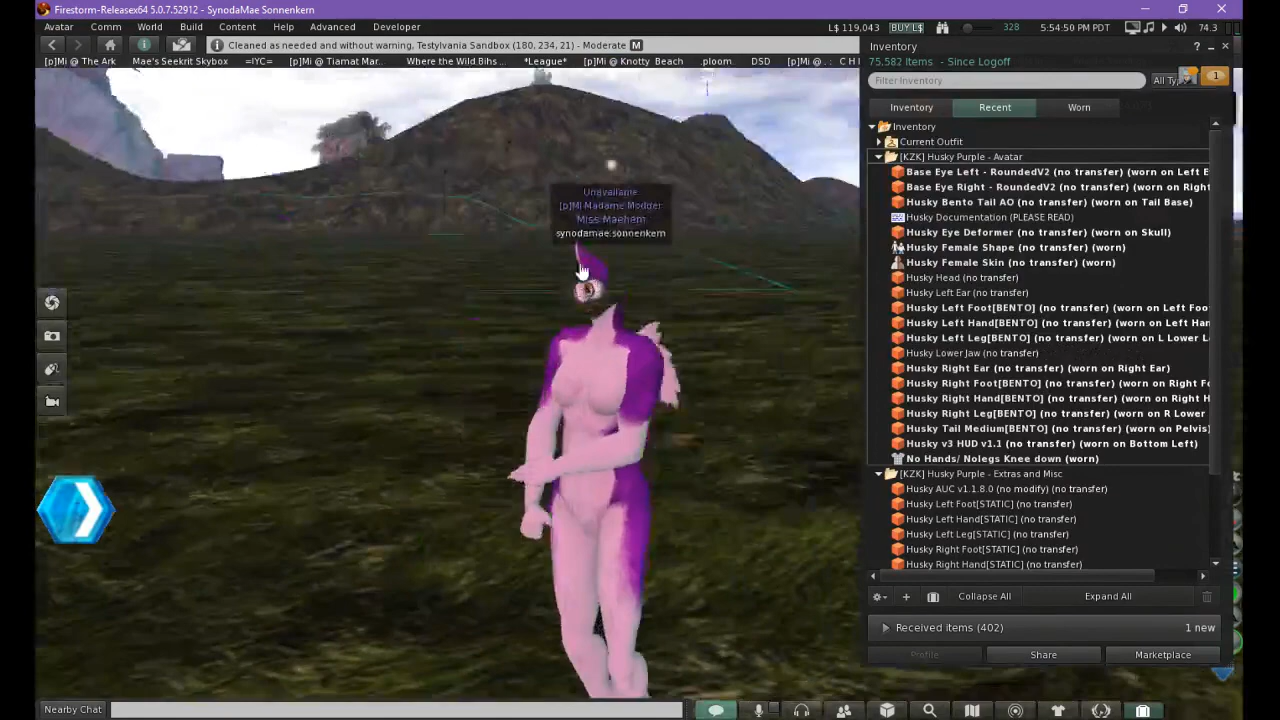 Firestorm-Releasex64 5.0.7.52912 - SynodaMae Sonnenkern
Avatar Comm World Build Content Help Advanced Developer
L$ 119,043 BUY L$ 328 5:54:50 PM PDT 74.3
Cleaned as needed and without warning, Testylvania Sandbox (180, 234, 21) - Moderate M
[p]Mi @ The Ark Mae's Seekrit Skybox =IYC= [p]Mi @ Tiamat Mar... Where the Wild Bihs ... *League* [p]Mi @ Knotty Beach .ploom. DSD [p]Mi @ . : C H
Inventory
75,582 Items - Since Logoff
Filter Inventory
All Typ
1
Inventory Recent Worn
Inventory
Current Outfit
[KZK] Husky Purple - Avatar
Base Eye Left - RoundedV2 (no transfer) (worn on Left E
Base Eye Right - RoundedV2 (no transfer) (worn on Right
Husky Bento Tail AO (no transfer) (worn on Tail Base)
Husky Documentation (PLEASE READ)
Husky Eye Deformer (no transfer) (worn on Skull)
Husky Female Shape (no transfer) (worn)
Husky Female Skin (no transfer) (worn)
Husky Head (no transfer)
Husky Left Ear (no transfer)
Husky Left Foot[BENTO] (no transfer) (worn on Left Foo
Husky Left Hand[BENTO] (no transfer) (worn on Left Han
Husky Left Leg[BENTO] (no transfer) (worn on L Lower L
Husky Lower Jaw (no transfer)
Husky Right Ear (no transfer) (worn on Right Ear)
Husky Right Foot[BENTO] (no transfer) (worn on Right Fo
Husky Right Hand[BENTO] (no transfer) (worn on Right H
Husky Right Leg[BENTO] (no transfer) (worn on R Lower
Husky Tail Medium[BENTO] (no transfer) (worn on Pelvis)
Husky v3 HUD v1.1 (no transfer) (worn on Bottom Left)
No Hands/ Nolegs Knee down (worn)
[KZK] Husky Purple - Extras and Misc
Husky AUC v1.1.8.0 (no modify) (no transfer)
Husky Left Foot[STATIC] (no transfer)
Husky Left Hand[STATIC] (no transfer)
Husky Left Leg[STATIC] (no transfer)
Husky Right Foot[STATIC] (no transfer)
Husky Right Hand[STATIC] (no transfer)
Collapse All Expand All
Received items (402) 1 new
Profile Share Marketplace
Unavailable
[p]Mi Madame Modger
Miss Maeham
synodamae.sonnenkern
Nearby Chat